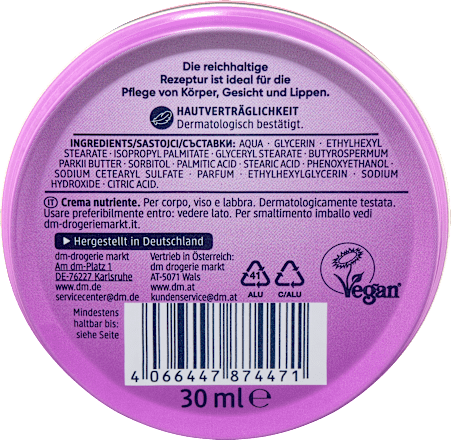 Die reichhaltige
Rezeptur ist ideal für die
Pflege von Körper, Gesicht und Lippen.
HAUTVERTRÄGLICHKEIT
Dermatologisch bestätigt.
INGREDIENTS/SASTOJCI/СЪСТАВКИ: AQUA · GLYCERIN · ETHYLHEXYL
STEARATE · ISOPROPYL PALMITATE · GLYCERYL STEARATE · BUTYROSPERMUM
PARKII BUTTER · SORBITOL · PALMITIC ACID · STEARIC ACID · PHENOXYETHANOL ·
SODIUM CETEARYL SULFATE · PARFUM · ETHYLHEXYLGLYCERIN · SODIUM
HYDROXIDE · CITRIC ACID.
IT Crema nutriente. Per corpo, viso e labbra. Dermatologicamente testata.
Usare preferibilmente entro: vedere lato. Per smaltimento imballo vedi
dm-drogeriemarkt.it.
Hergestellt in Deutschland
dm-drogerie markt
Am dm-Platz 1
DE-76227 Karlsruhe
www.dm.de
servicecenter@dm.de
Vertrieb in Österreich:
dm drogerie markt
AT-5071 Wals
www.dm.at
kundenservice@dm.at
41
ALU
C/ALU
Vegan
Mindestens
haltbar bis:
siehe Seite
4 066447 874471
30 ml e